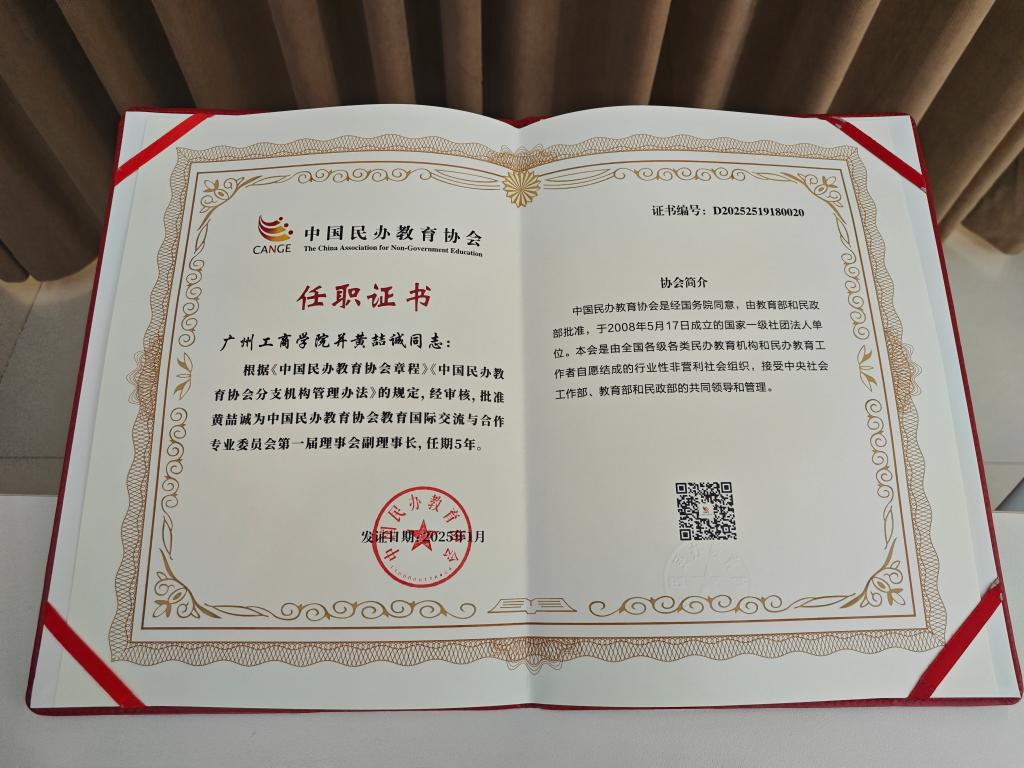 CANGE
中国民办教育协会
The China Association for Non-Government Education
任职证书
广州工商学院并黄喆诚同志：
根据《中国民办教育协会章程》《中国民办教
育协会分支机构管理办法》的规定，经审核，批准
黄喆诚为中国民办教育协会教育国际交流与合作
专业委员会第一届理事会副理事长，任期5年。
发证日期：2025年1月
中国民办教育协会
证书编号：D20252519180020
协会简介
中国民办教育协会是经国务院同意，由教育部和民政
部批准，于2008年5月17日成立的国家一级社团法人单
位。本会是由全国各级各类民办教育机构和民办教育工
作者自愿结成的行业性非营利社会组织，接受中央社会
工作部、教育部和民政部的共同领导和管理。